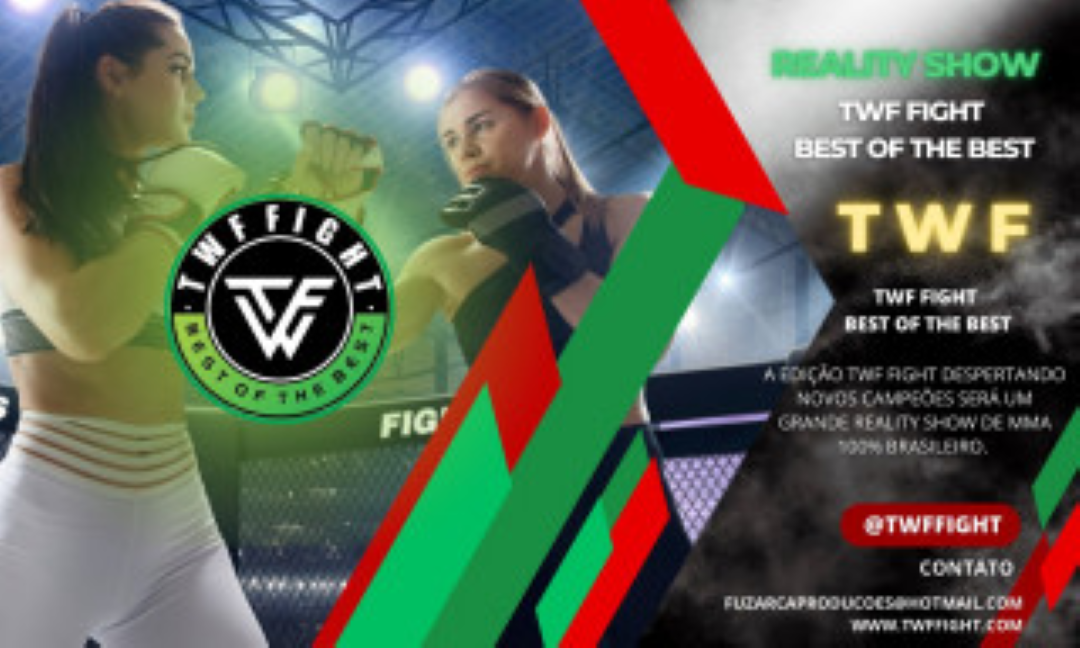 REALITY SHOW
TWF FIGHT
BEST OF THE BEST
TWF
TWF FIGHT
BEST OF THE BEST
A EDIÇÃO TWF FIGHT DESPERTANDO
NOVOS CAMPEÕES SERÁ UM
GRANDE REALITY SHOW DE MMA
100% BRASILEIRO.
@TWFFIGHT
CONTATO
FUZARCAPRODUCOES@HOTMAIL.COM
WWW.TWFFIGHT.COM
TWF FIGHT
TWF
BEST OF THE BEST